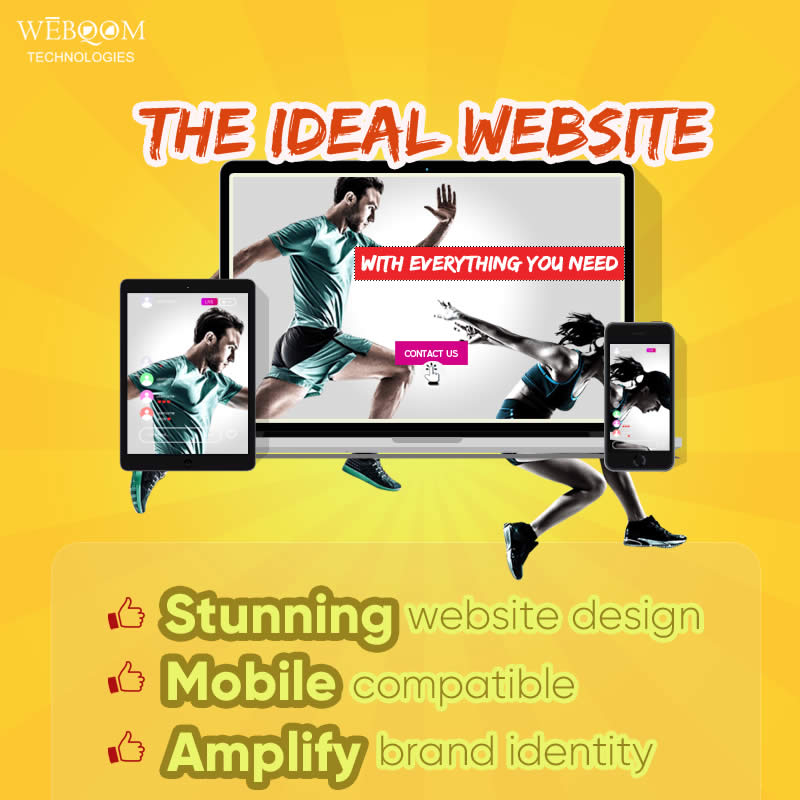 WĒBQOM
TECHNOLOGIES
THE IDEAL WEBSITE
WITH EVERYTHING YOU NEED
CONTACT US
LIVE
Stunning website design
Mobile compatible
Amplify brand identity